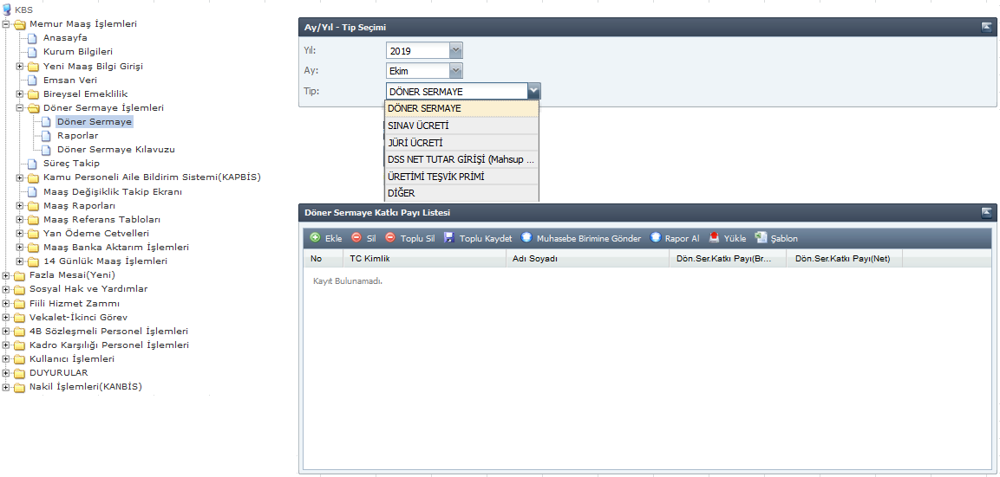 KBS
Memur Maaş İşlemleri
Anasayfa
Kurum Bilgileri
Yeni Maaş Bilgi Girişi
Emsan Veri
Bireysel Emeklilik
Döner Sermaye İşlemleri
Döner Sermaye
Raporlar
Döner Sermaye Kılavuzu
Süreç Takip
Kamu Personeli Aile Bildirim Sistemi(KAPBİS)
Maaş Değişiklik Takip Ekranı
Maaş Raporları
Maaş Referans Tabloları
Yan Ödeme Cetvelleri
Maaş Banka Aktarım İşlemleri
14 Günlük Maaş İşlemleri
Fazla Mesai(Yeni)
Sosyal Hak ve Yardımlar
Fiili Hizmet Zammı
Vekalet-İkinci Görev
4B Sözleşmeli Personel İşlemleri
Kadro Karşılığı Personel İşlemleri
Kullanıcı İşlemleri
DUYURULAR
Nakil İşlemleri(KANBİS)
Ay/Yıl - Tip Seçimi
Yıl: 2019
Ay: Ekim
Tip: DÖNER SERMAYE
DÖNER SERMAYE
SINAV ÜCRETİ
JÜRİ ÜCRETİ
DSS NET TUTAR GİRİŞİ (Mahsup ...
ÜRETİMİ TEŞVİK PRİMİ
DİĞER
Döner Sermaye Katkı Payı Listesi
Ekle Sil Toplu Sil Toplu Kaydet Muhasebe Birimine Gönder Rapor Al Yükle Şablon
No TC Kimlik Adı Soyadı Dön.Ser.Katkı Payı(Br... Dön.Ser.Katkı Payı(Net)
Kayıt Bulunamadı.